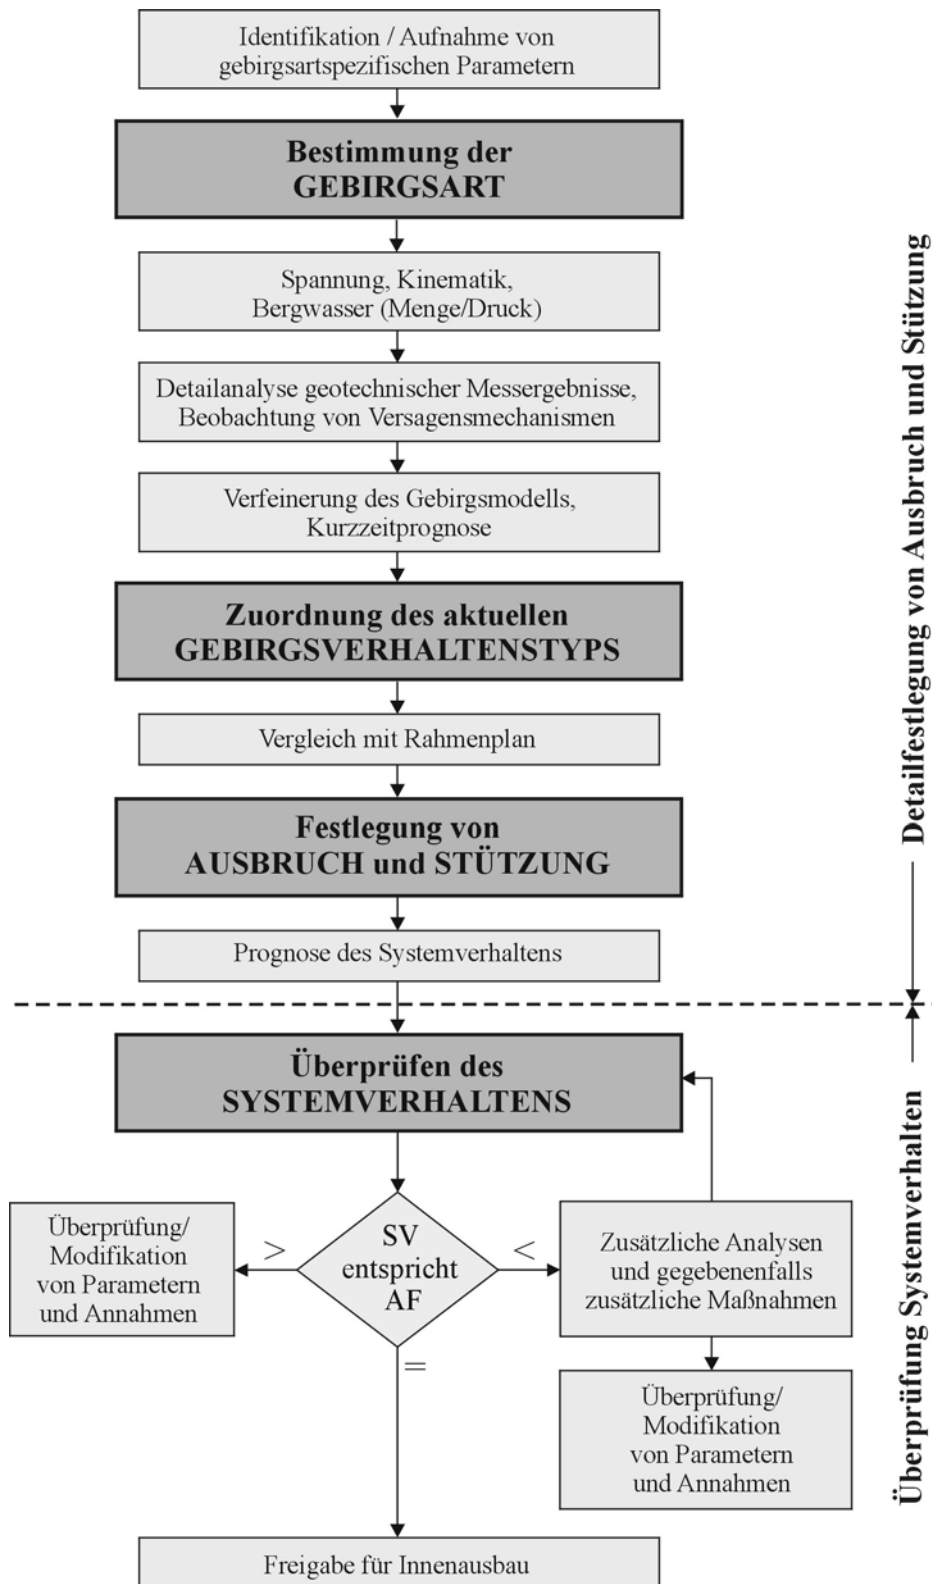 Identifikation / Aufnahme von
gebirgsartspezifischen Parametern
Bestimmung der
GEBIRGSART
Spannung, Kinematik,
Bergwasser (Menge/Druck)
Detailanalyse geotechnischer Messergebnisse,
Beobachtung von Versagensmechanismen
Verfeinerung des Gebirgsmodells,
Kurzzeitprognose
Zuordnung des aktuellen
GEBIRGSVERHALTENSTYPS
Vergleich mit Rahmenplan
Festlegung von
AUSBRUCH und STÜTZUNG
Prognose des Systemverhaltens
Detailfestlegung von Ausbruch und Stützung
Überprüfen des
SYSTEMVERHALTENS
SV
entspricht
AF
>
<
=
Überprüfung/
Modifikation
von Parametern
und Annahmen
Zusätzliche Analysen
und gegebenenfalls
zusätzliche Maßnahmen
Überprüfung/
Modifikation
von Parametern
und Annahmen
Überprüfung Systemverhalten
Freigabe für Innenausbau